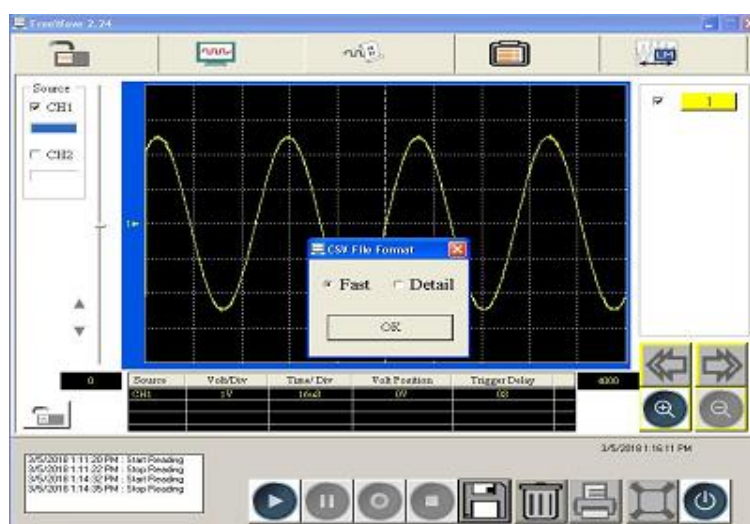 FreeWave 2.24
LM
Source
CH1
CH2
1
CSV File Format
Fast Detail
OK
0 Source Volt/Div Time/ Div Volt Position Trigger Delay 4000
CH1 1V 0V 0S
3/5/2018 1:16:11 PM
3/5/2018 1:11:20 PM : Start Reading
3/5/2018 1:11:22 PM : Stop Reading
3/5/2018 1:14:32 PM : Start Reading
3/5/2018 1:14:35 PM : Stop Reading